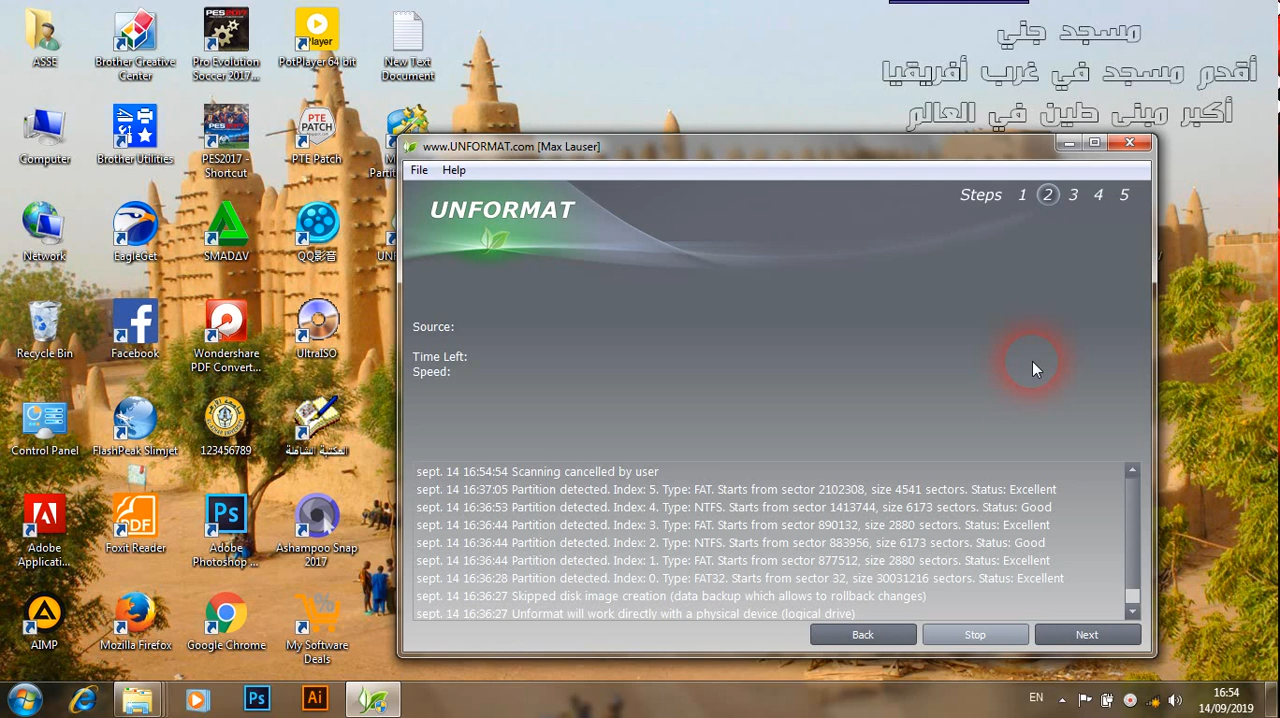 مسجد جني
أقدم مسجد في غرب أفريقيا
أكبر مبنى طين في العالم
ASSE
Brother Creative
Center
Pro Evolution
Soccer 2017...
Player
PotPlayer 64 bit
New Text
Document
Computer
Brother Utilities
PES2017 -
Shortcut
PTE
PATCH
PTE Patch
Network
EagleGet
SMADΔV
QQ影音
Recycle Bin
Facebook
Wondershare
PDF Convert...
UltraISO
Control Panel
FlashPeak Slimjet
123456789
المكتبة الشاملة
Adobe
Applicati...
PDF
Foxit Reader
Ps
Adobe
Photoshop ...
Ashampoo Snap
2017
AIMP
Mozilla Firefox
Google Chrome
My Software
Deals
www.UNFORMAT.com [Max Lauser]
File Help
UNFORMAT
Steps 1 2 3 4 5
Source:
Time Left:
Speed:
sept. 14 16:54:54 Scanning cancelled by user
sept. 14 16:37:05 Partition detected. Index: 5. Type: FAT. Starts from sector 2102308, size 4541 sectors. Status: Excellent
sept. 14 16:36:53 Partition detected. Index: 4. Type: NTFS. Starts from sector 1413744, size 6173 sectors. Status: Good
sept. 14 16:36:44 Partition detected. Index: 3. Type: FAT. Starts from sector 890132, size 2880 sectors. Status: Excellent
sept. 14 16:36:44 Partition detected. Index: 2. Type: NTFS. Starts from sector 883956, size 6173 sectors. Status: Good
sept. 14 16:36:44 Partition detected. Index: 1. Type: FAT. Starts from sector 877512, size 2880 sectors. Status: Excellent
sept. 14 16:36:28 Partition detected. Index: 0. Type: FAT32. Starts from sector 32, size 30031216 sectors. Status: Excellent
sept. 14 16:36:27 Skipped disk image creation (data backup which allows to rollback changes)
sept. 14 16:36:27 Unformat will work directly with a physical device (logical drive)
Back Stop Next
Ps Ai EN 16:54
14/09/2019